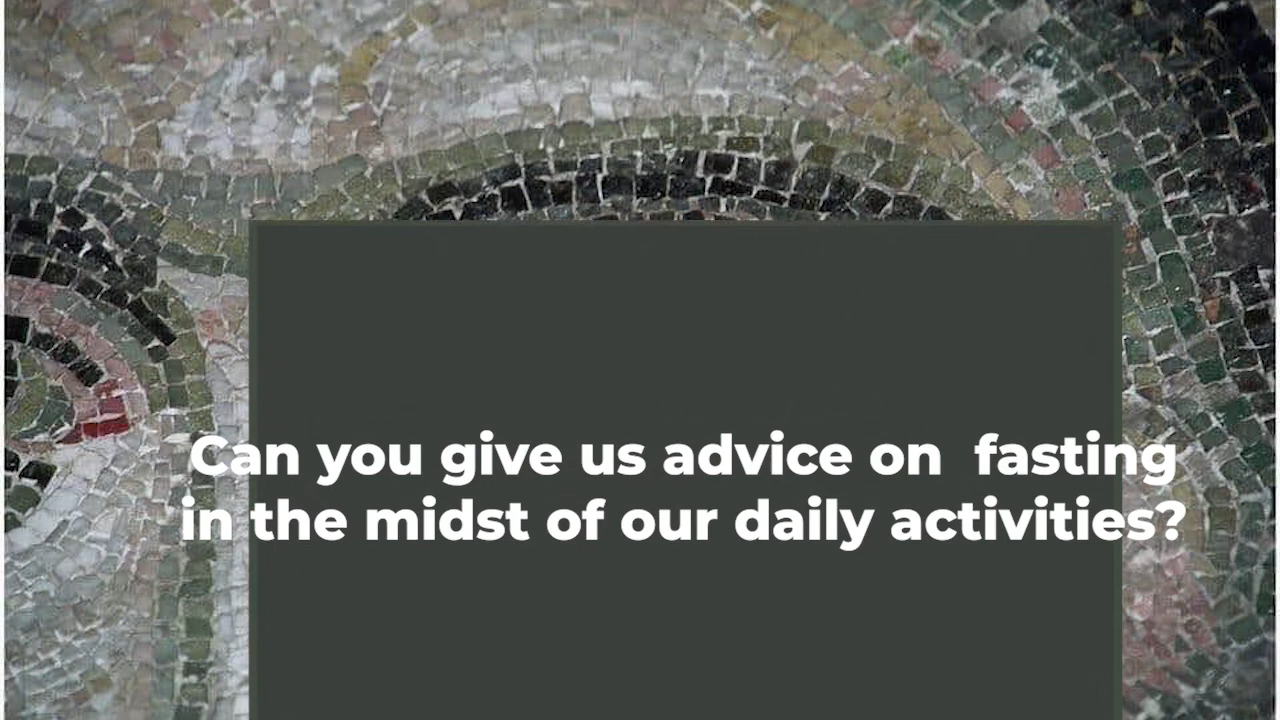 Can you give us advice on  fasting
in the midst of our daily activities?